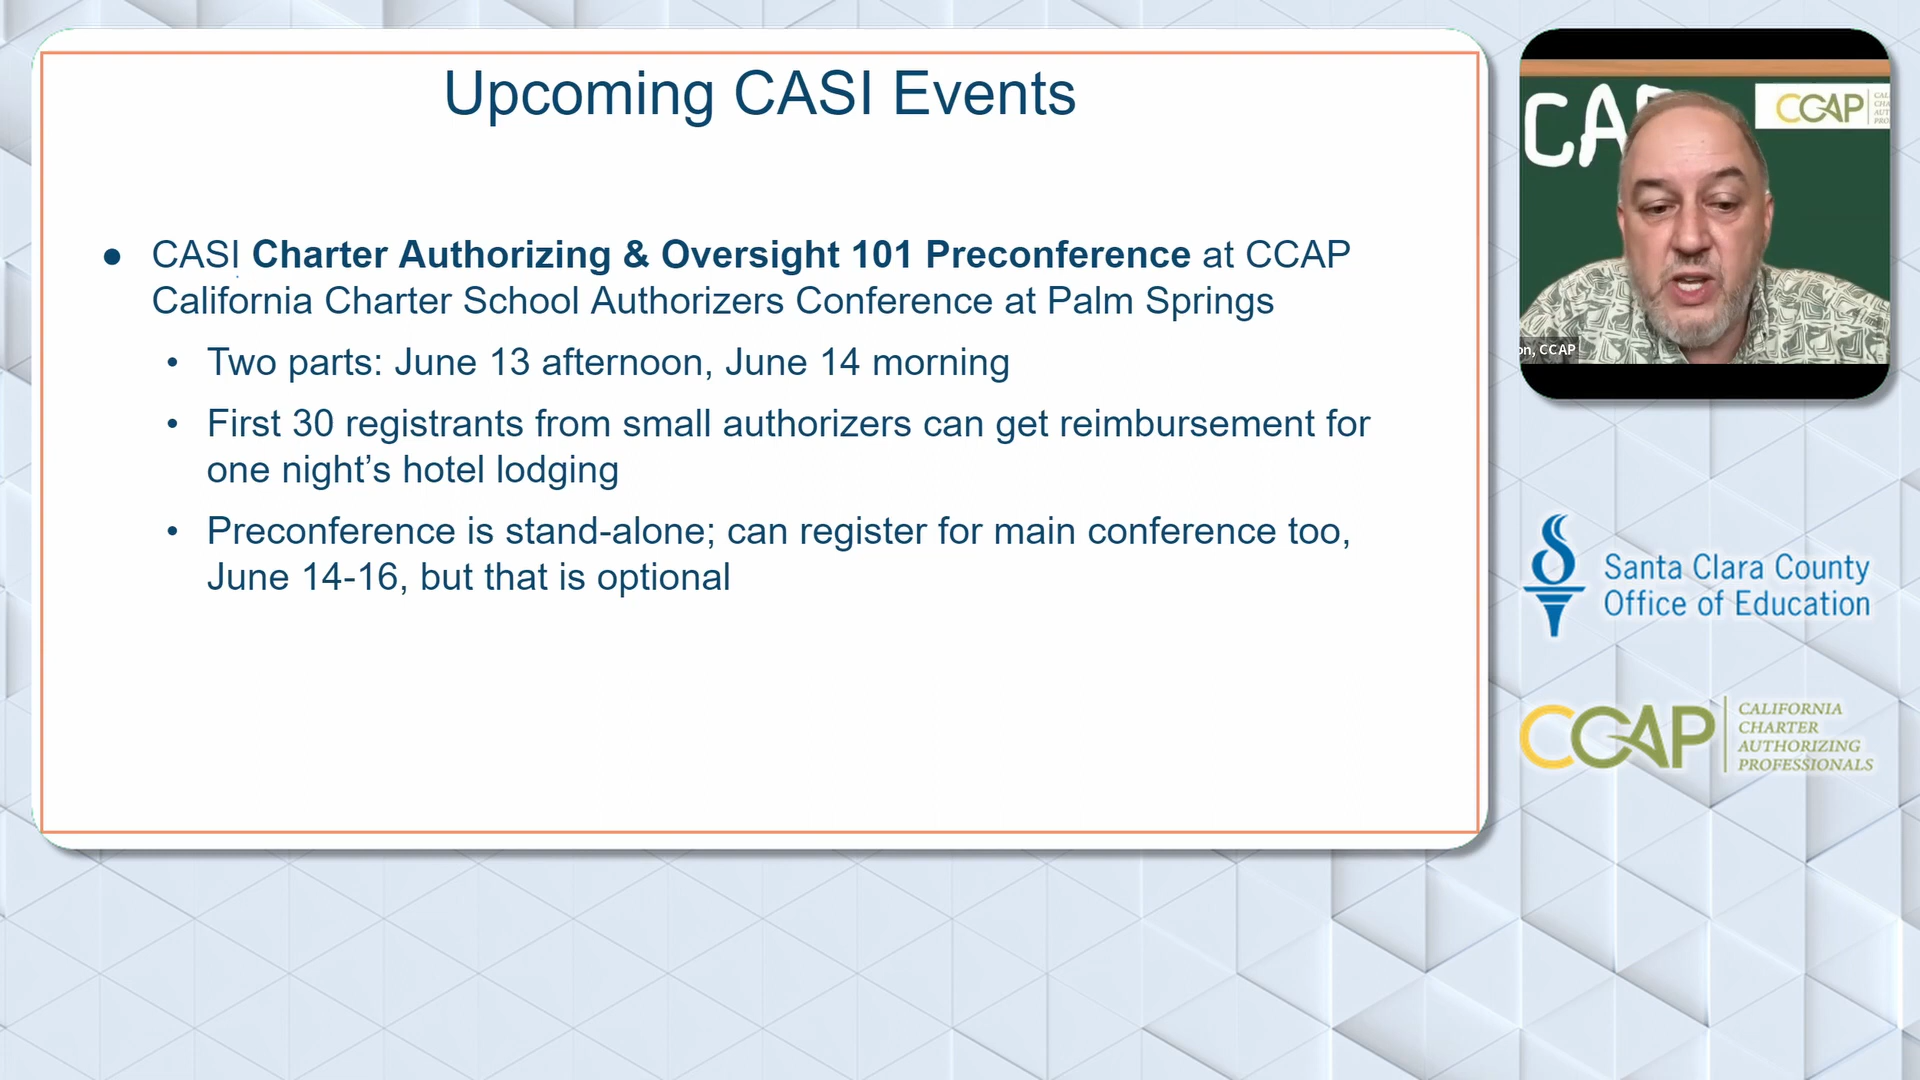 Upcoming CASI Events
● CASI Charter Authorizing & Oversight 101 Preconference at CCAP
California Charter School Authorizers Conference at Palm Springs
• Two parts: June 13 afternoon, June 14 morning
• First 30 registrants from small authorizers can get reimbursement for
one night’s hotel lodging
• Preconference is stand-alone; can register for main conference too,
June 14-16, but that is optional
CCAP
on, CCAP
Santa Clara County
Office of Education
CCAP
CALIFORNIA
CHARTER
AUTHORIZING
PROFESSIONALS